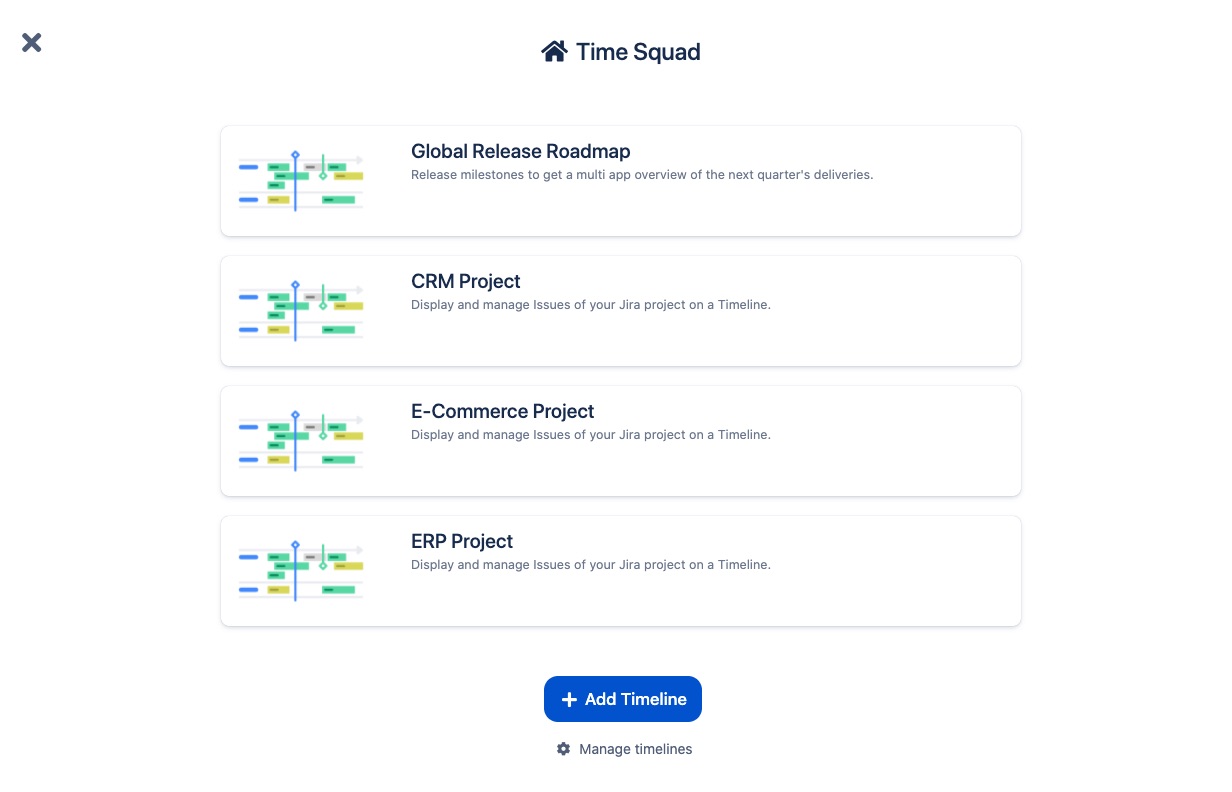 Time Squad
Global Release Roadmap
Release milestones to get a multi app overview of the next quarter's deliveries.
CRM Project
Display and manage Issues of your Jira project on a Timeline.
E-Commerce Project
Display and manage Issues of your Jira project on a Timeline.
ERP Project
Display and manage Issues of your Jira project on a Timeline.
Add Timeline
Manage timelines